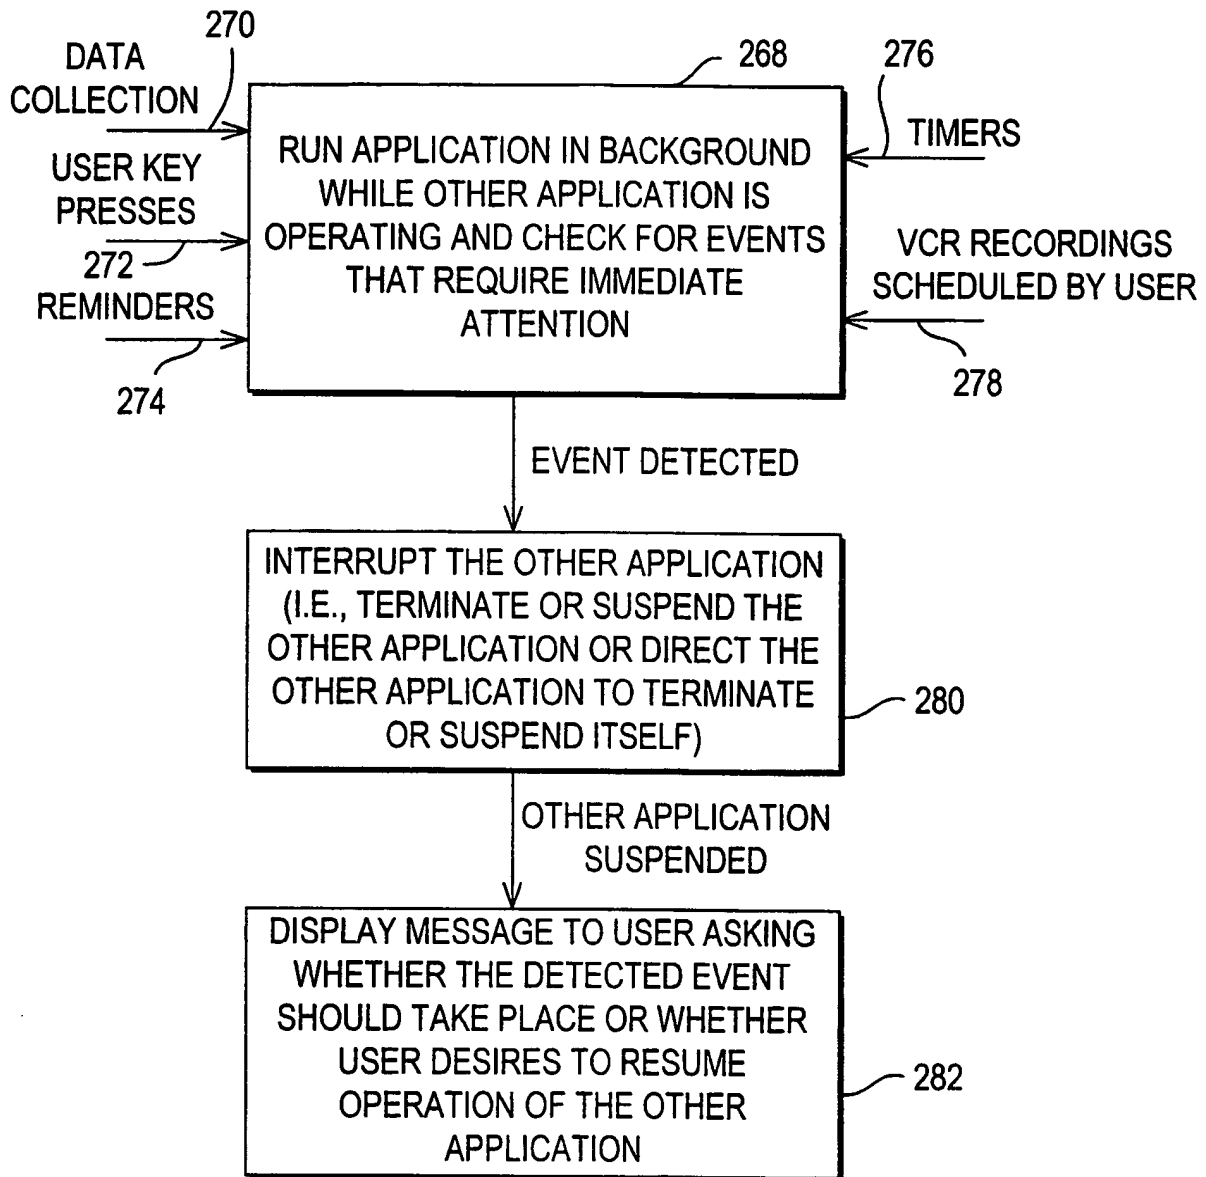 270
DATA
COLLECTION
268
276
TIMERS
USER KEY
PRESSES
272
REMINDERS
274
RUN APPLICATION IN BACKGROUND
WHILE OTHER APPLICATION IS
OPERATING AND CHECK FOR EVENTS
THAT REQUIRE IMMEDIATE
ATTENTION
VCR RECORDINGS
SCHEDULED BY USER
278
EVENT DETECTED
INTERRUPT THE OTHER APPLICATION
(I.E., TERMINATE OR SUSPEND THE
OTHER APPLICATION OR DIRECT THE
OTHER APPLICATION TO TERMINATE
OR SUSPEND ITSELF)
280
OTHER APPLICATION
SUSPENDED
DISPLAY MESSAGE TO USER ASKING
WHETHER THE DETECTED EVENT
SHOULD TAKE PLACE OR WHETHER
USER DESIRES TO RESUME
OPERATION OF THE OTHER
APPLICATION
282